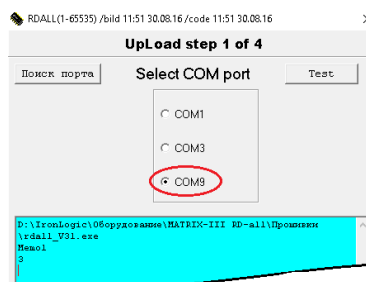 RDALL(1-65535) /bild 11:51 30.08.16 /code 11:51 30.08.16
UpLoad step 1 of 4
Поиск порта
Select COM port
Test
COM1
COM3
COM9
D:\IronLogic\Оборудование\MATRIX-III RD-all\Прошивки
\rdall_V31.exe
Memo1
3